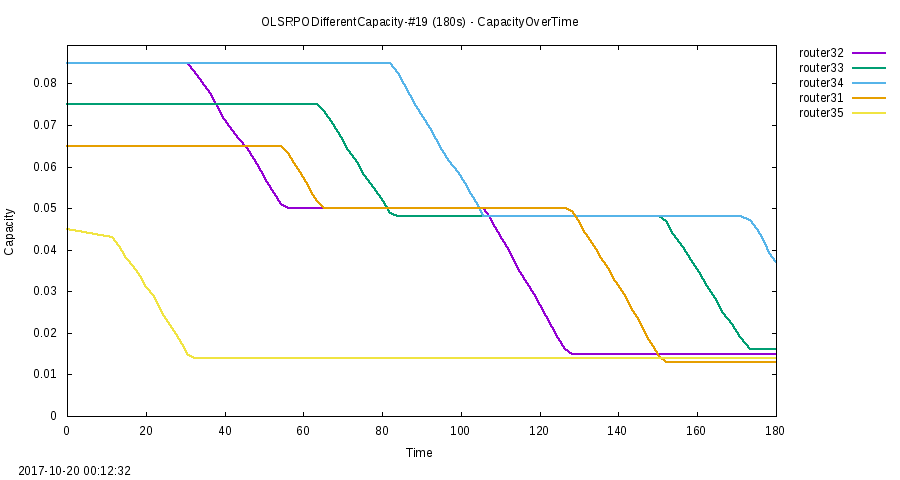 OLSRPODifferentCapacity-#19 (180s) - CapacityOverTime
router32
router33
router34
router31
router35
0.08
0.07
0.06
0.05
0.04
0.03
0.02
0.01
0
Capacity
0 20 40 60 80 100 120 140 160 180
Time
2017-10-20 00:12:32